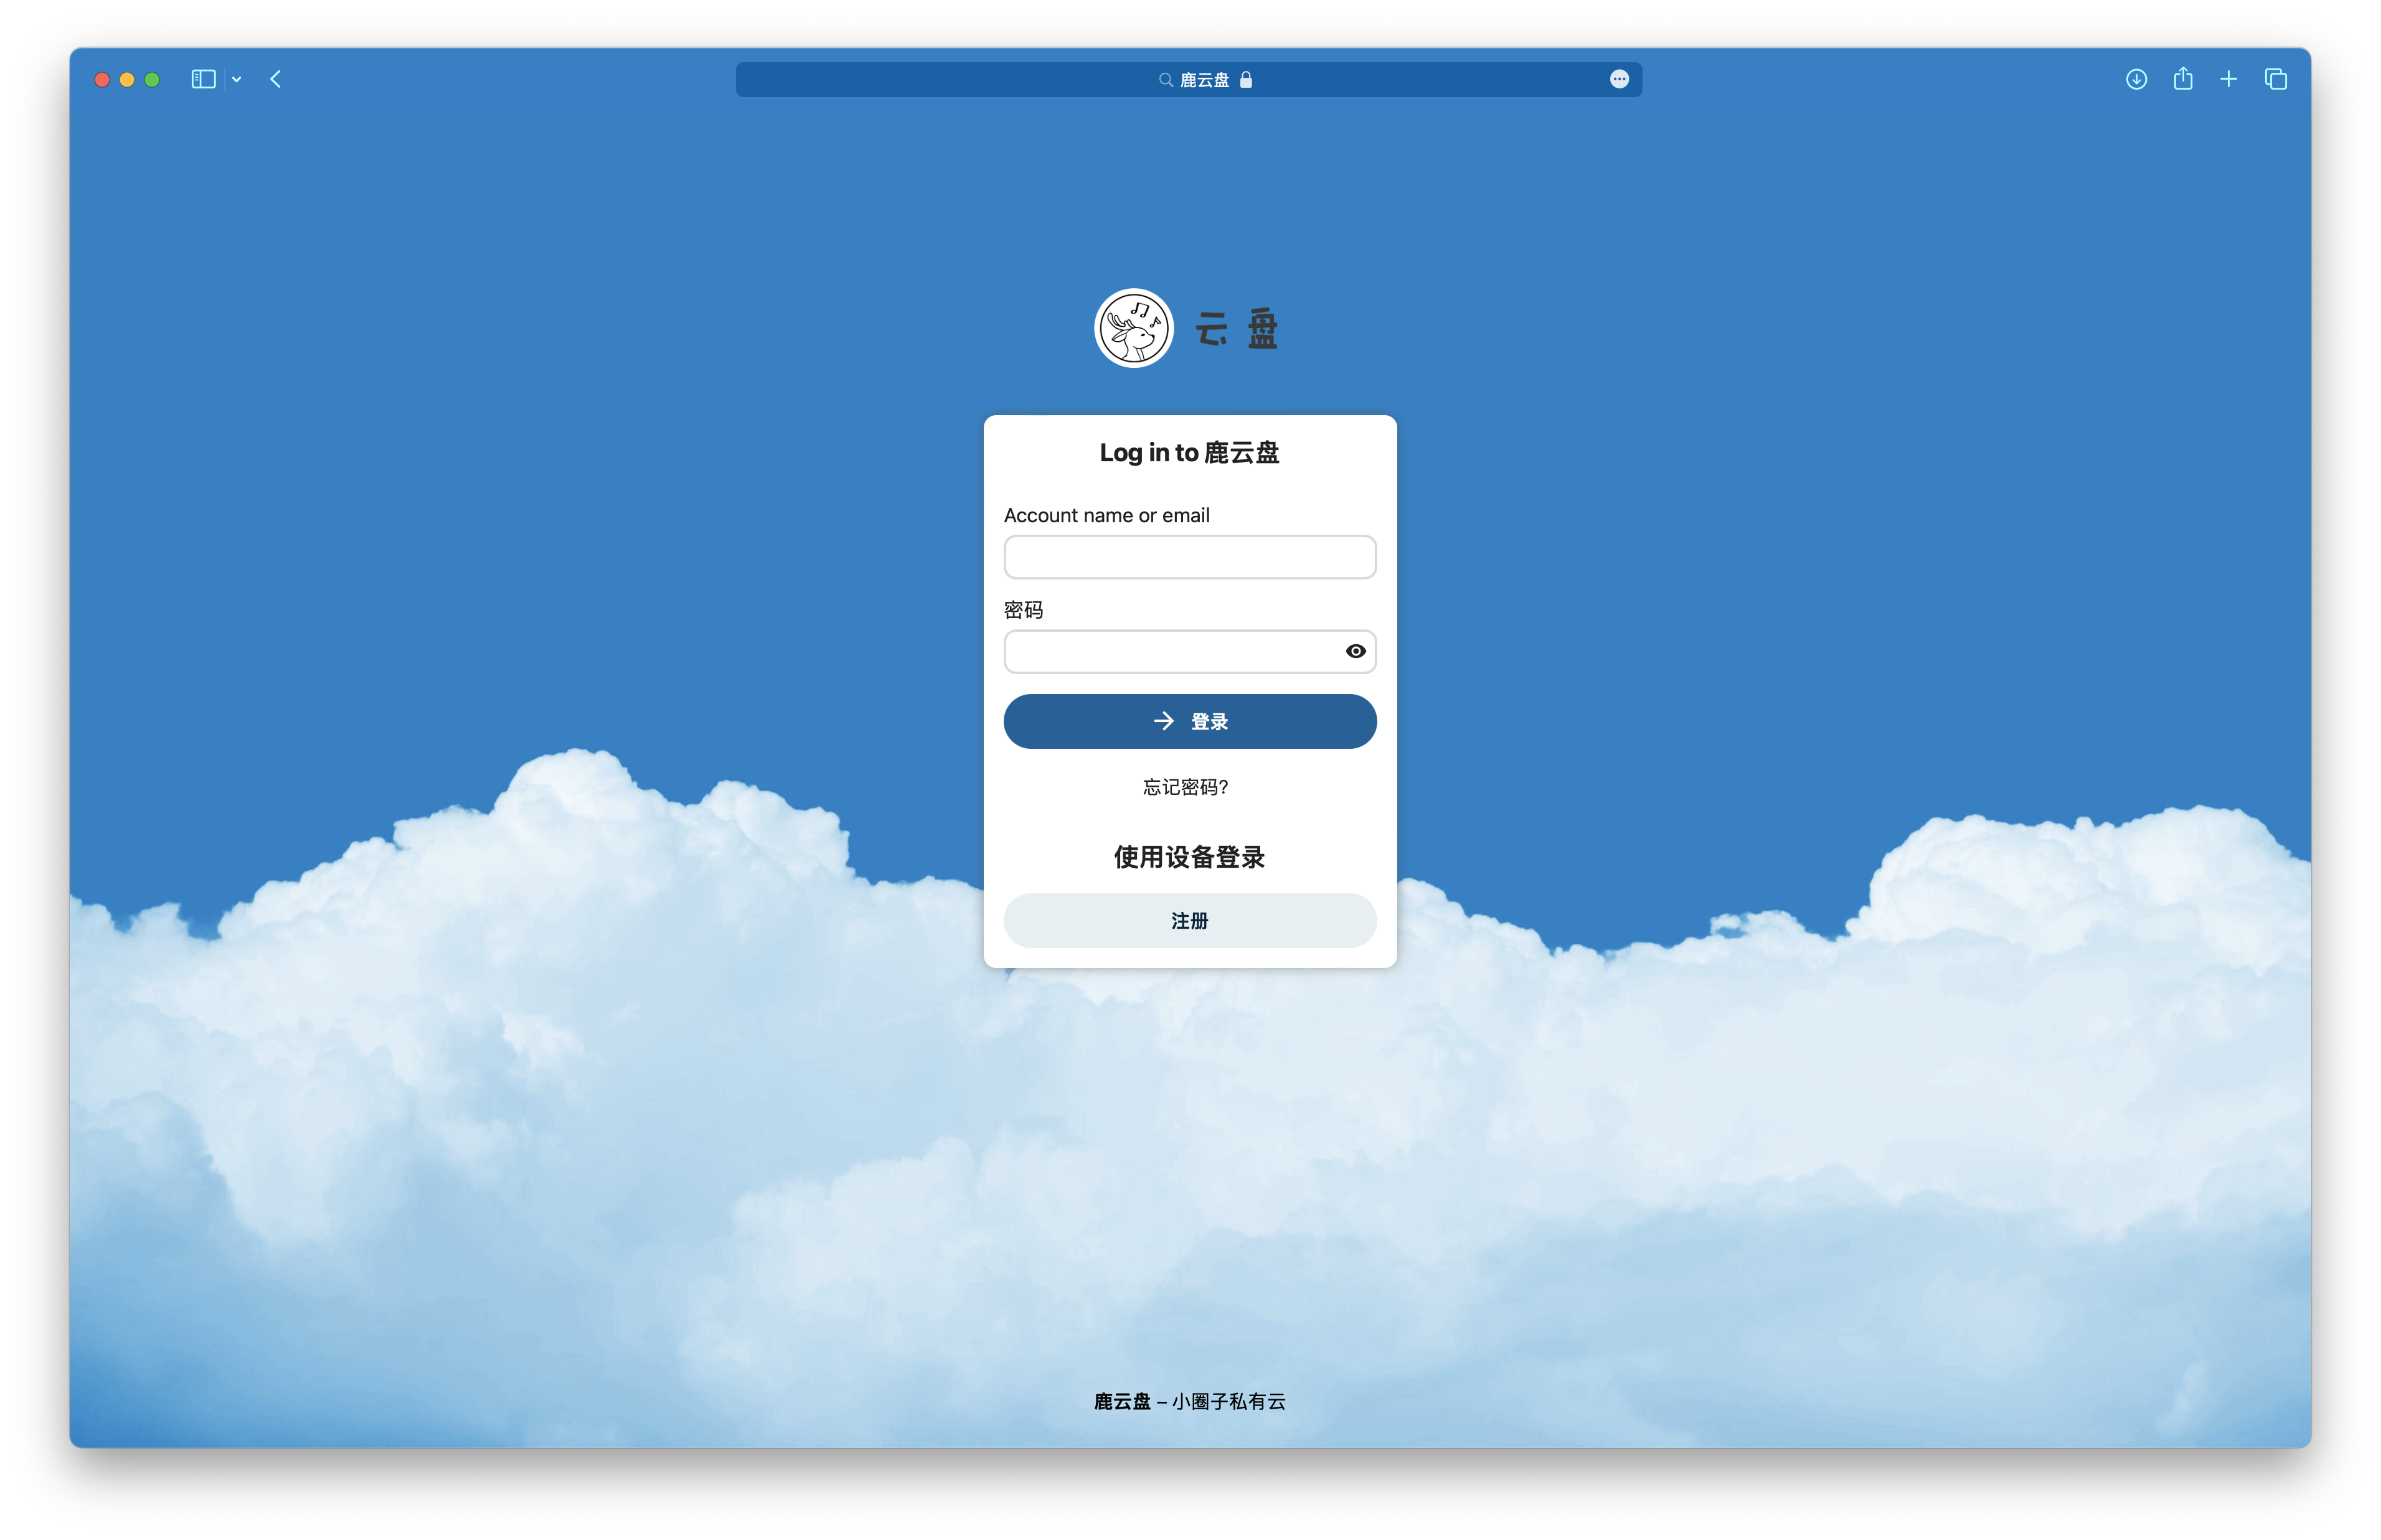 鹿云盘
云盘
Log in to 鹿云盘
Account name or email
密码
登录
忘记密码?
使用设备登录
注册
鹿云盘 – 小圈子私有云